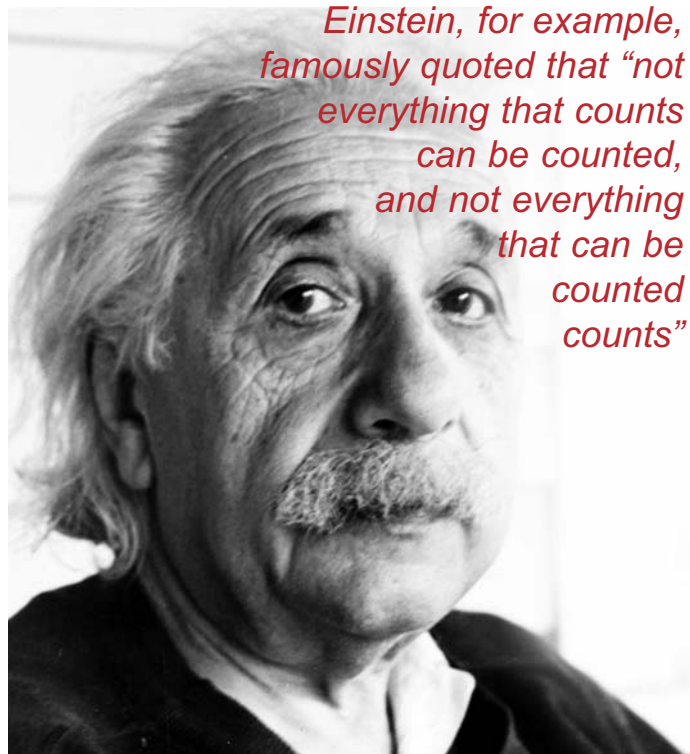 Einstein, for example,
famously quoted that “not
everything that counts
can be counted,
and not everything
that can be
counted
counts”